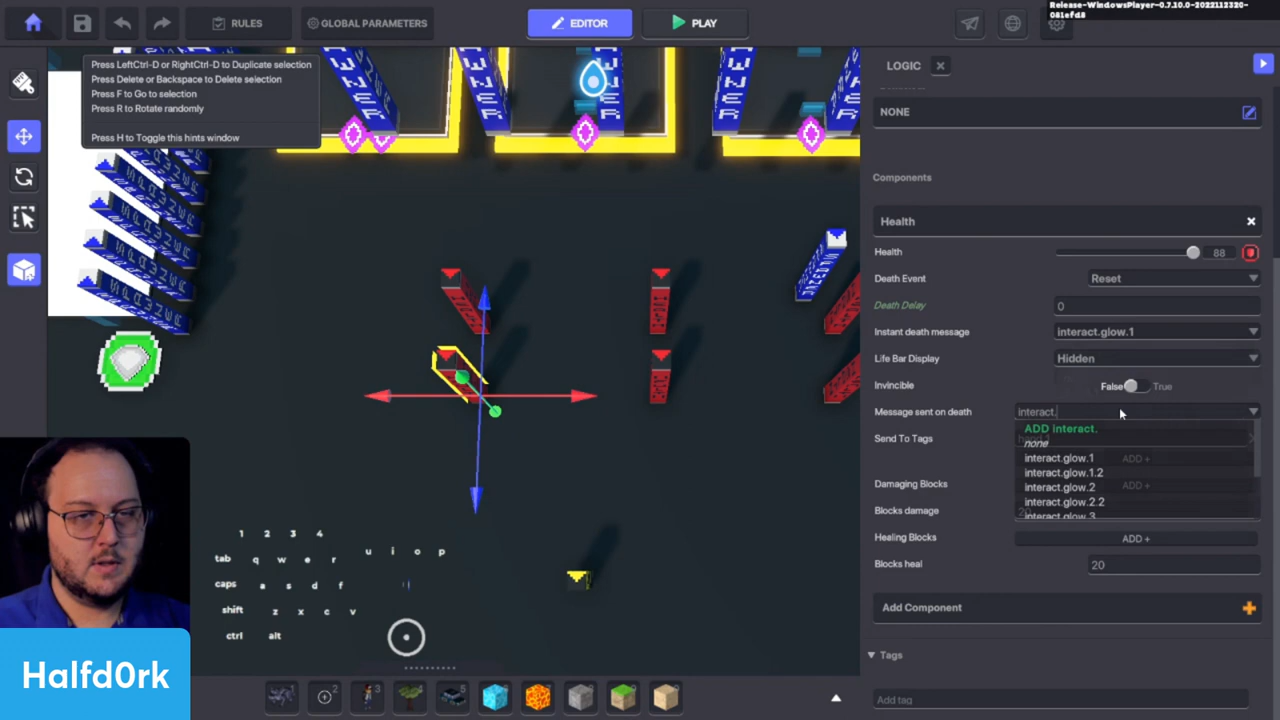 RULES
GLOBAL PARAMETERS
EDITOR
PLAY
Release-WindowsPlayer-0.7.10.0-20221123
Press LeftCtrl-D or RightCtrl-D to Duplicate selection
Press Delete or Backspace to Delete selection
Press F to Go to selection
Press R to Rotate randomly
Press H to Toggle this hints window
LOGIC
NONE
Components
Health
Health 88
Death Event Reset
Death Delay 0
Instant death message interact.glow.1
Life Bar Display Hidden
Invincible False True
Message sent on death interact.
ADD interact.
Send To Tags none
interact.glow.1 ADD +
interact.glow.1.2
Damaging Blocks interact.glow.2 ADD +
interact.glow.2.2
Blocks damage 20
interact.glow.3
Healing Blocks ADD +
Blocks heal 20
Add Component
Tags
Add tag
1 2 3 4
tab q w e r u i o p
caps a s d f
shift z x c v
ctrl alt
Halfd0rk